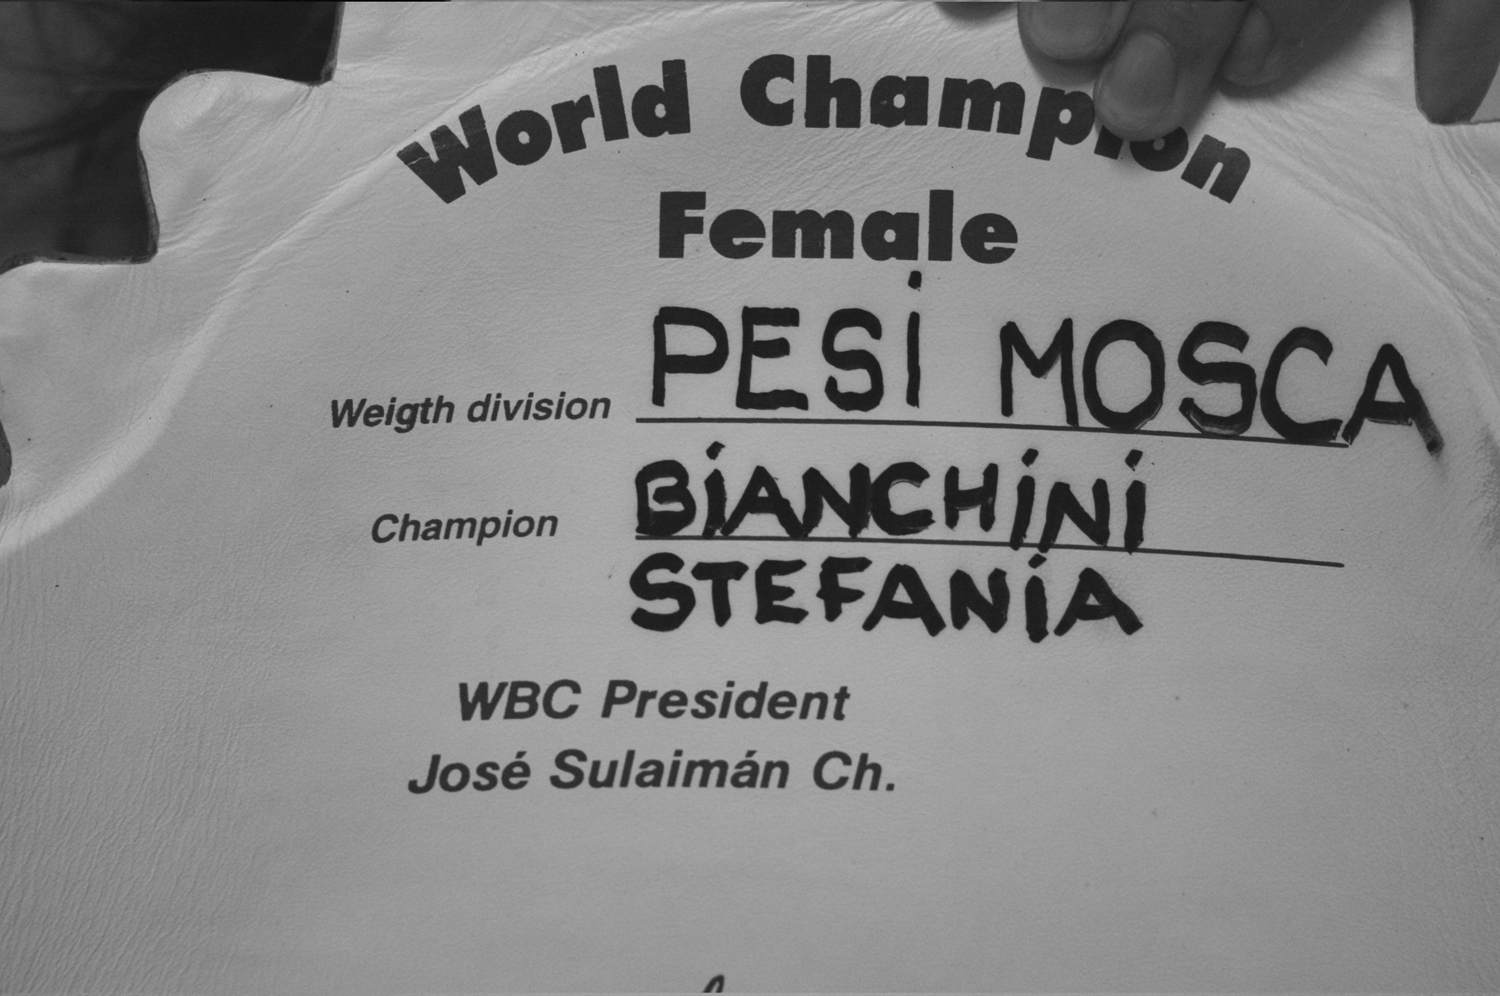 World Champion
Female
Weigth division PESi MOSCA
Champion BiANCHiNi
STEFANiA
WBC President
José Sulaimán Ch.